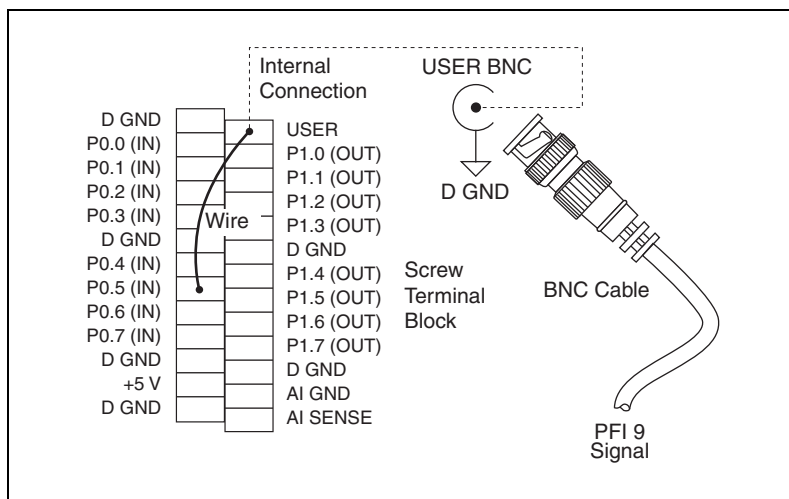 Internal
Connection
USER BNC
D GND
P0.0 (IN)
P0.1 (IN)
P0.2 (IN)
P0.3 (IN)
D GND
P0.4 (IN)
P0.5 (IN)
P0.6 (IN)
P0.7 (IN)
D GND
+5 V
D GND
Wire
USER
P1.0 (OUT)
P1.1 (OUT)
P1.2 (OUT)
P1.3 (OUT)
D GND
P1.4 (OUT)
P1.5 (OUT)
P1.6 (OUT)
P1.7 (OUT)
D GND
AI GND
AI SENSE
Screw
Terminal
Block
D GND
BNC Cable
PFI 9
Signal